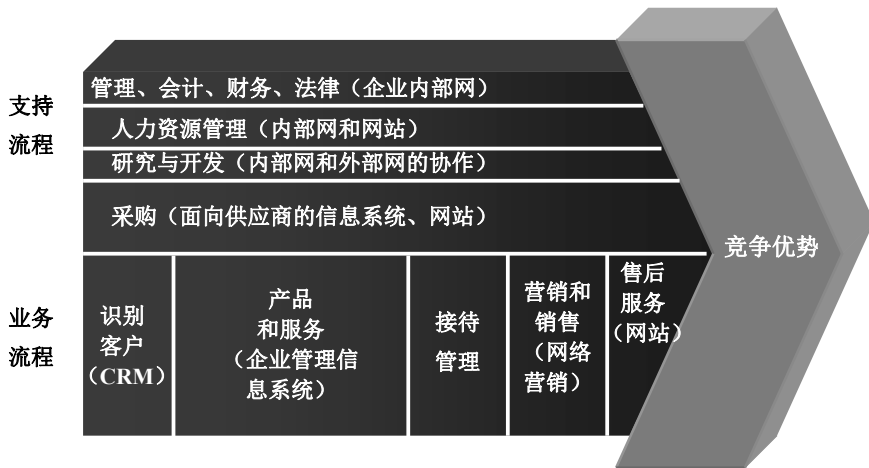 支持
流程
管理、会计、财务、法律（企业内部网）
人力资源管理（内部网和网站）
研究与开发（内部网和外部网的协作）
采购（面向供应商的信息系统、网站）
竞争优势
业务
流程
识别
客户
（CRM）
产品
和服务
（企业管理信
息系统）
接待
管理
营销和
销售
（网络
营销）
售后
服务
（网站）